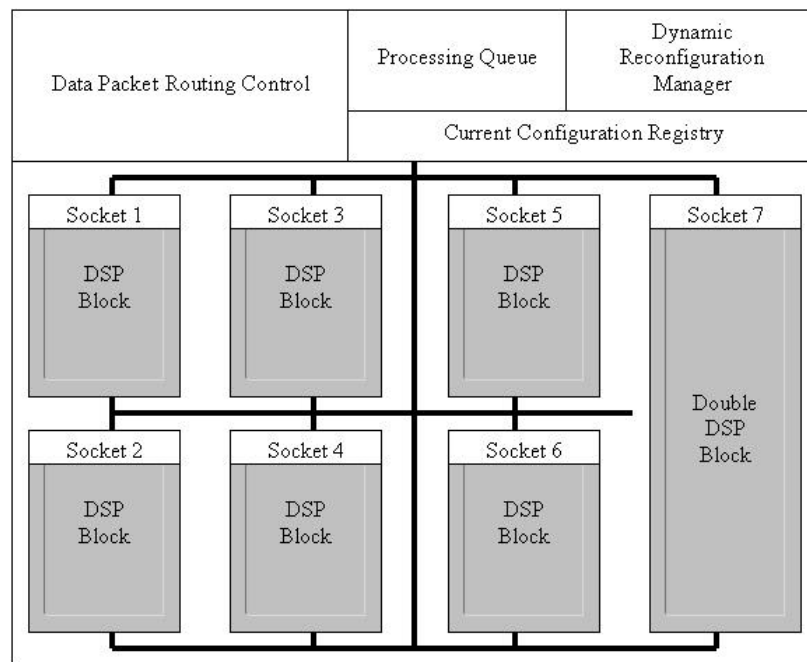 Data Packet Routing Control
Processing Queue
Dynamic
Reconfiguration
Manager
Current Configuration Registry
Socket 1
DSP
Block
Socket 3
DSP
Block
Socket 5
DSP
Block
Socket 7
Double
DSP
Block
Socket 2
DSP
Block
Socket 4
DSP
Block
Socket 6
DSP
Block